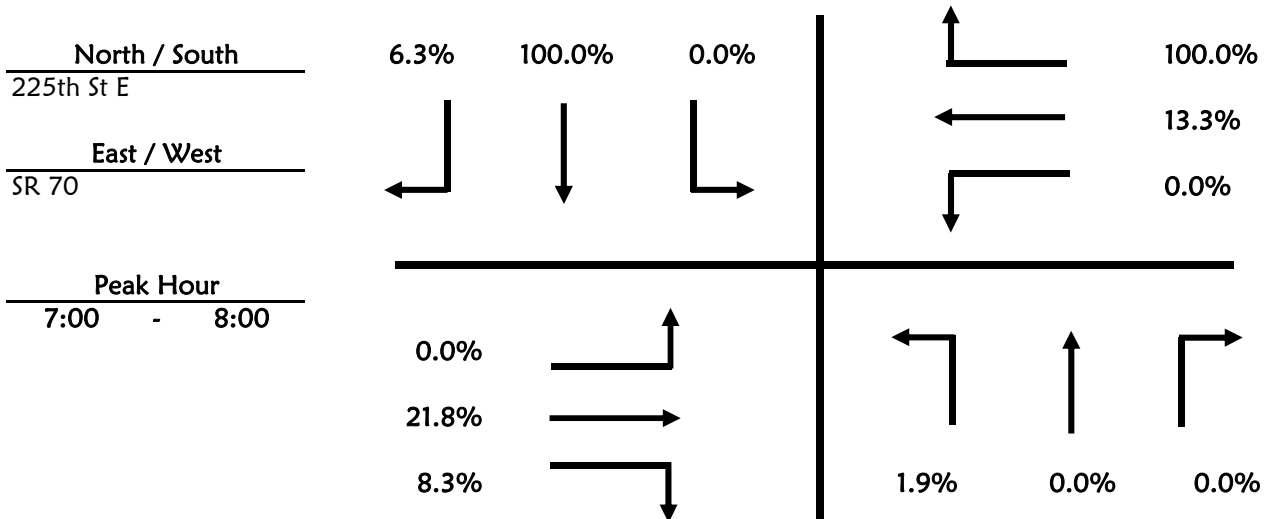 North / South
225th St E
East / West
SR 70
Peak Hour
7:00 - 8:00
6.3% 100.0% 0.0%
100.0%
13.3%
0.0%
0.0%
21.8%
8.3%
1.9% 0.0% 0.0%